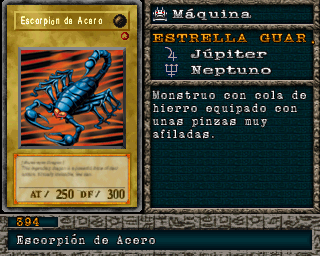 Escorpión de Acero
AT/ 250 DF/ 300
Máquina
ESTRELLA GUAR.
Júpiter
Neptuno
Monstruo con cola de
hierro equipado con
unas pinzas muy
afiladas.
394
Escorpión de Acero